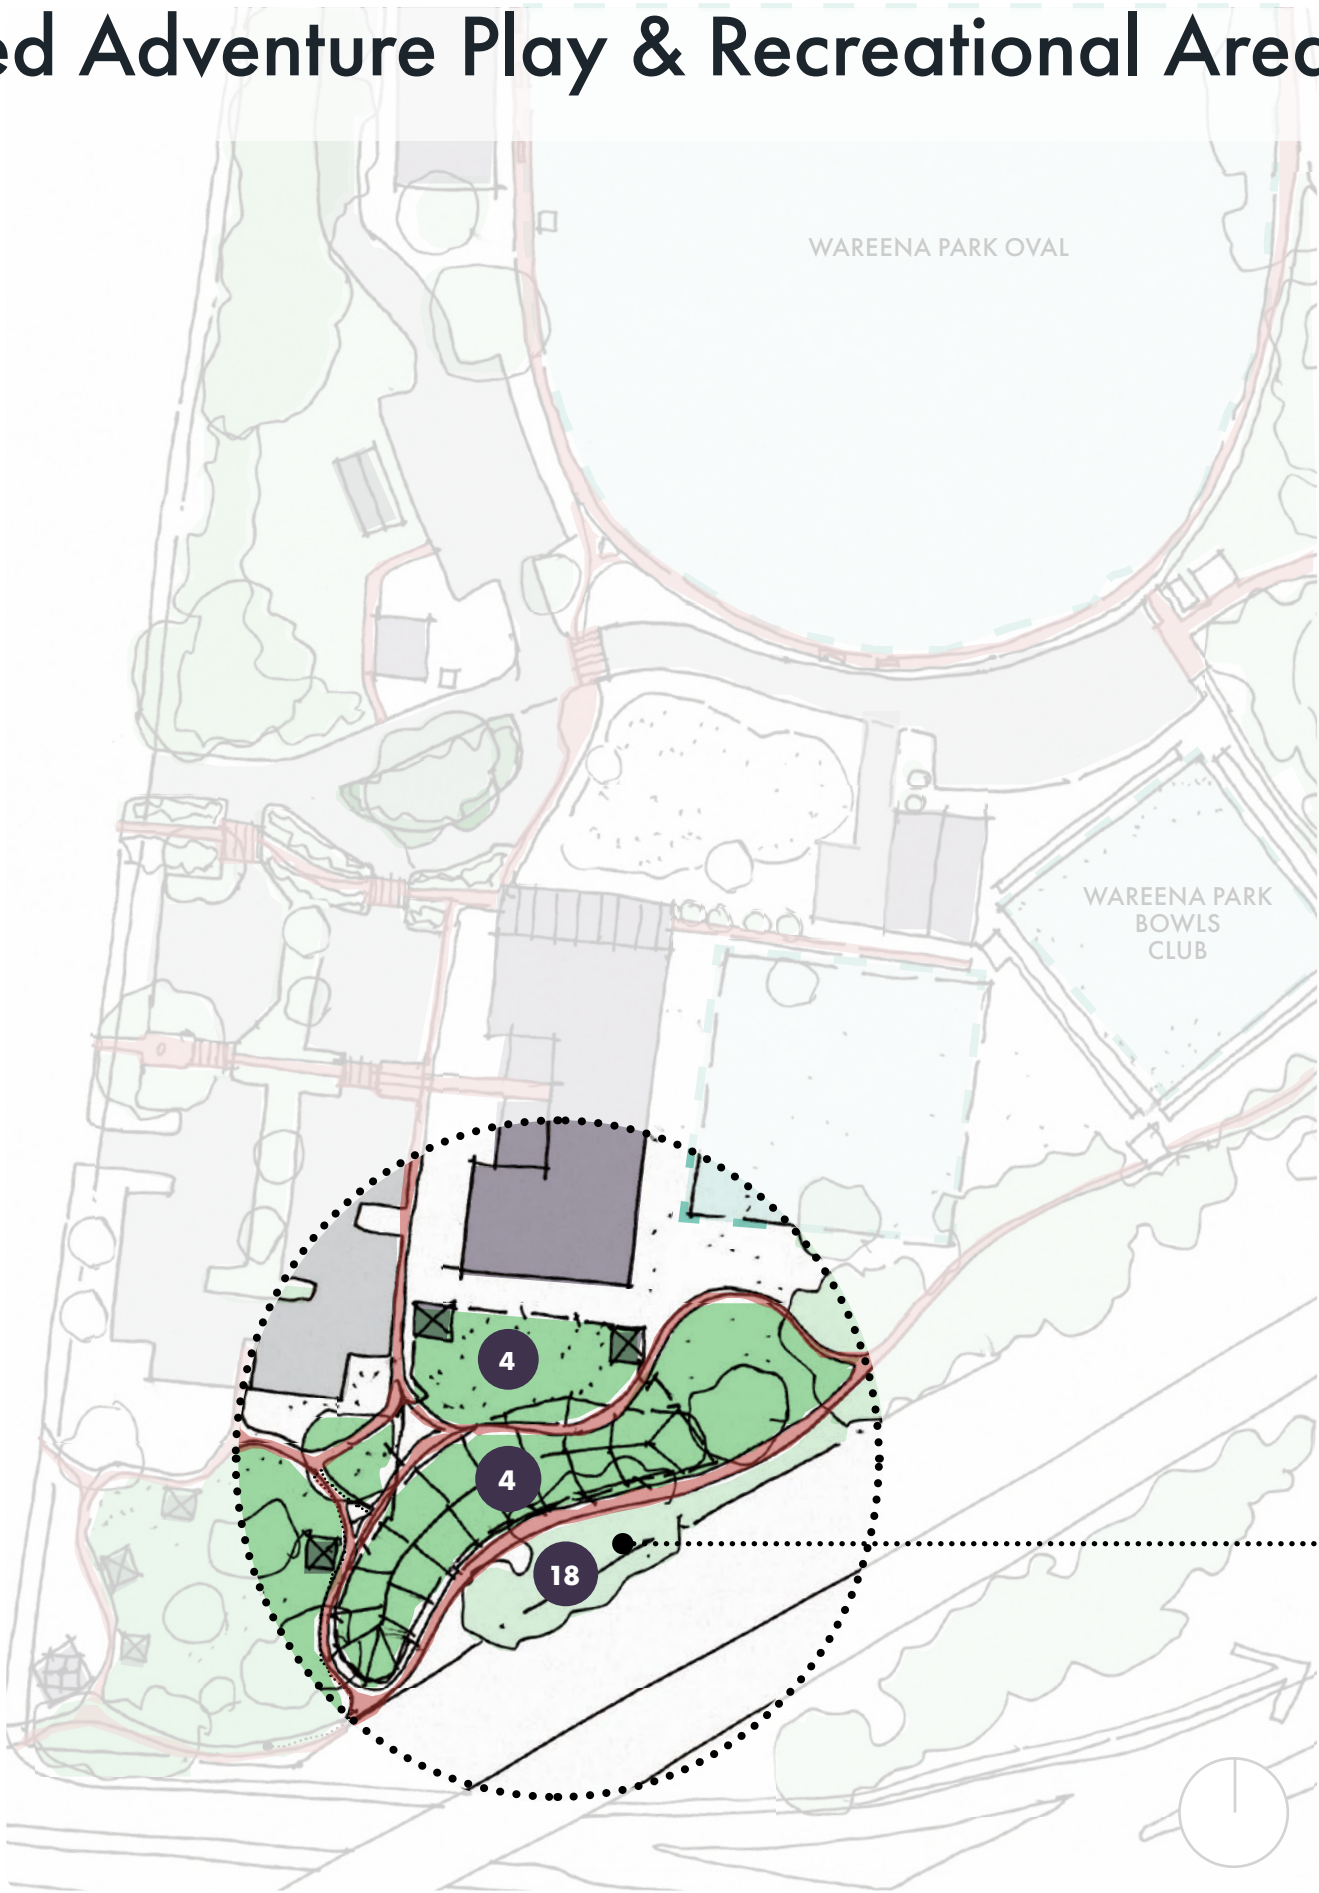 ed Adventure Play & Recreational Area
WAREENA PARK OVAL
WAREENA PARK
BOWLS
CLUB
4
4
18